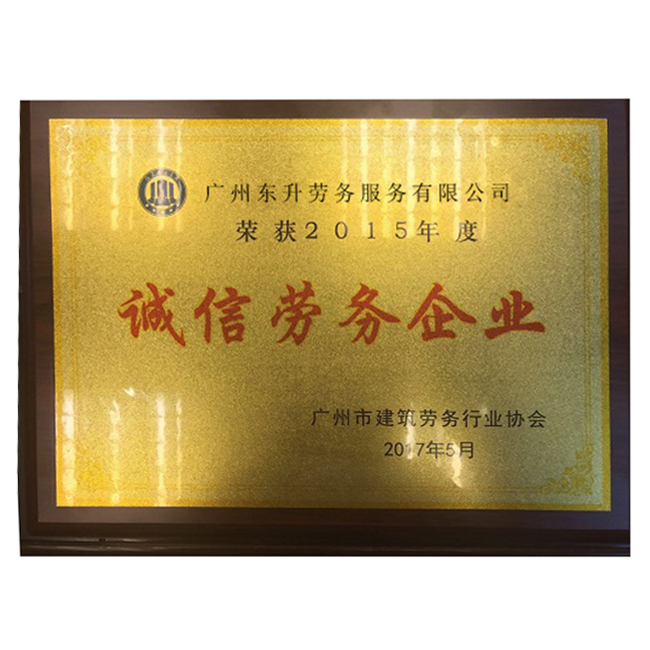 广州东升劳务服务有限公司
荣获2015年度
诚信劳务企业
广州市建筑劳务行业协会
2017年5月